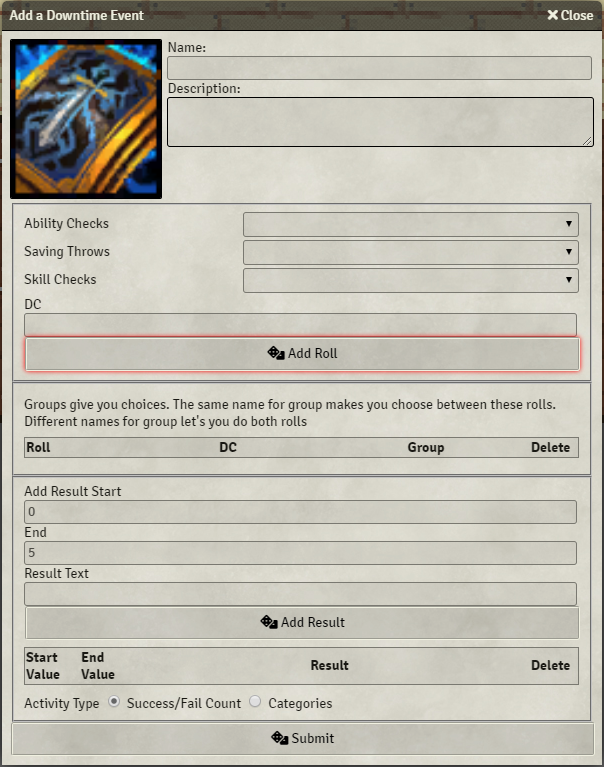 Add a Downtime Event
Close
Name:
Description:
Ability Checks
Saving Throws
Skill Checks
DC
Add Roll
Groups give you choices. The same name for group makes you choose between these rolls.
Different names for group let's you do both rolls
Roll DC Group Delete
Add Result Start
0
End
5
Result Text
Add Result
Start Value End Value Result Delete
Activity Type Success/Fail Count Categories
Submit